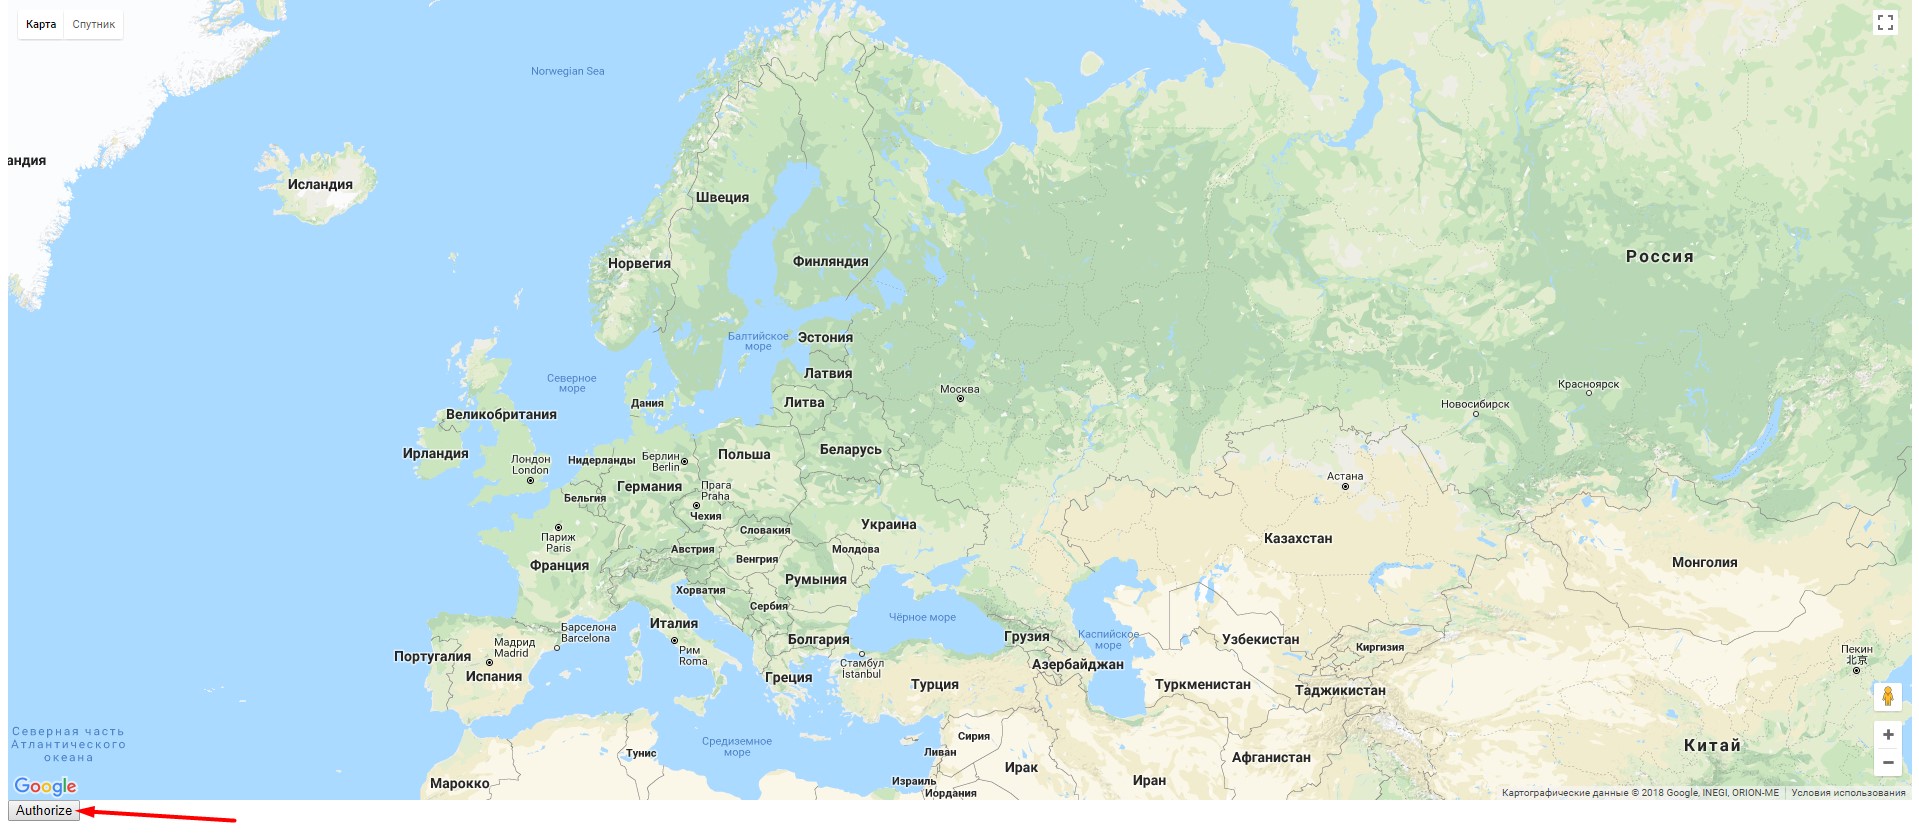 Карта Спутник
Norwegian Sea
андия
Исландия
Швеция
Норвегия
Финляндия
Россия
Балтийское
море
Эстония
Латвия
Литва
Северное
море
Дания
Москва
Красноярск
Новосибирск
Великобритания
Ирландия
Лондон
London
Нидерланды
Берлин
Berlin
Польша
Беларусь
Германия
Бельгия
Прага
Praha
Чехия
Астана
Париж
Paris
Франция
Словакия
Украина
Австрия
Венгрия
Молдова
Казахстан
Монголия
Румыния
Хорватия
Сербия
Чёрное море
Италия
Барселона
Barcelona
Болгария
Грузия
Каспийское
море
Узбекистан
Киргизия
Пекин
北京
Португалия
Мадрид
Madrid
Испания
Рим
Roma
Греция
Стамбул
İstanbul
Турция
Азербайджан
Туркменистан
Таджикистан
Северная часть
Атлантического
океана
Средиземное
море
Тунис
Марокко
Сирия
Ливан
Израиль
Иордания
Ирак
Иран
Афганистан
Китай
+
−
Google
Картографические данные © 2018 Google, INEGI, ORION-ME Условия использования
Authorize